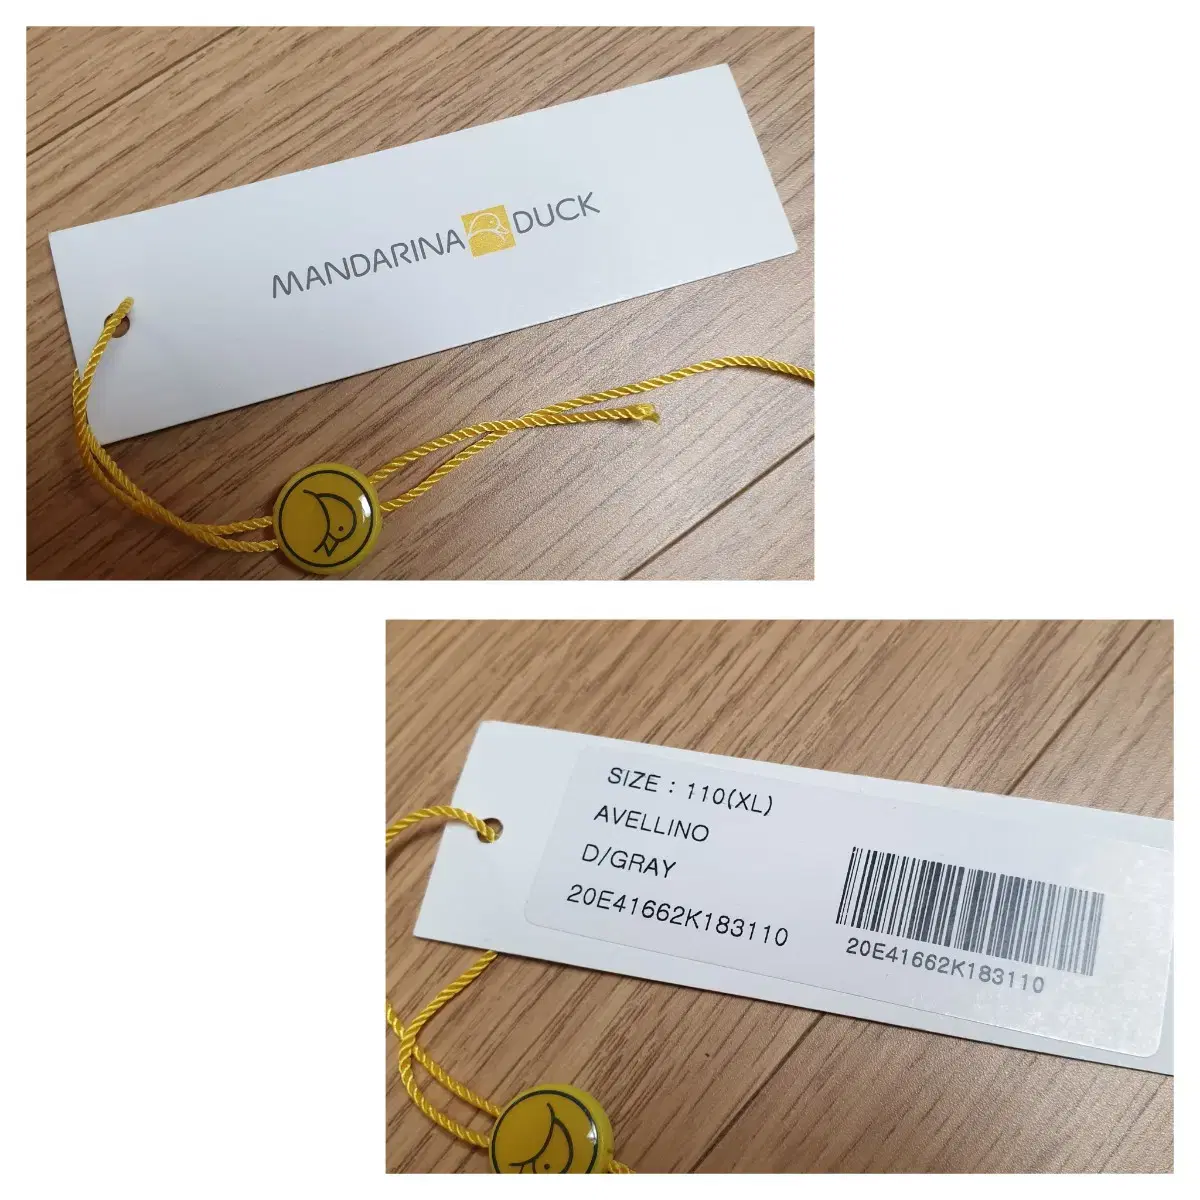 MANDARINA DUCK
SIZE : 110(XL)
AVELLINO
D/GRAY
20E41662K183110
20E41662K183110